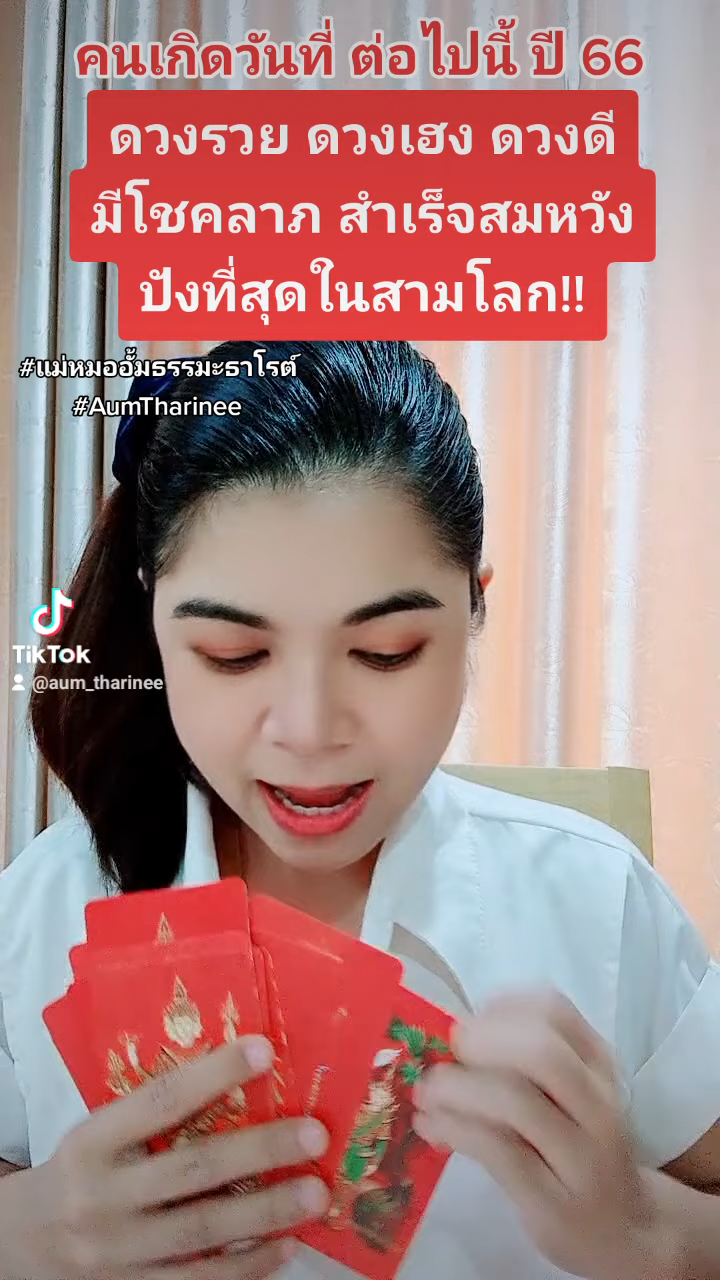 คนเกิดวันที่ ต่อไปนี้ ปี 66
ดวงรวย ดวงเฮง ดวงดี
มีโชคลาภ สำเร็จสมหวัง
ปังที่สุดในสามโลก!!
#แม่หมออั้มธรรมะธาโรต์
#AumTharinee
TikTok
@aum_tharinee